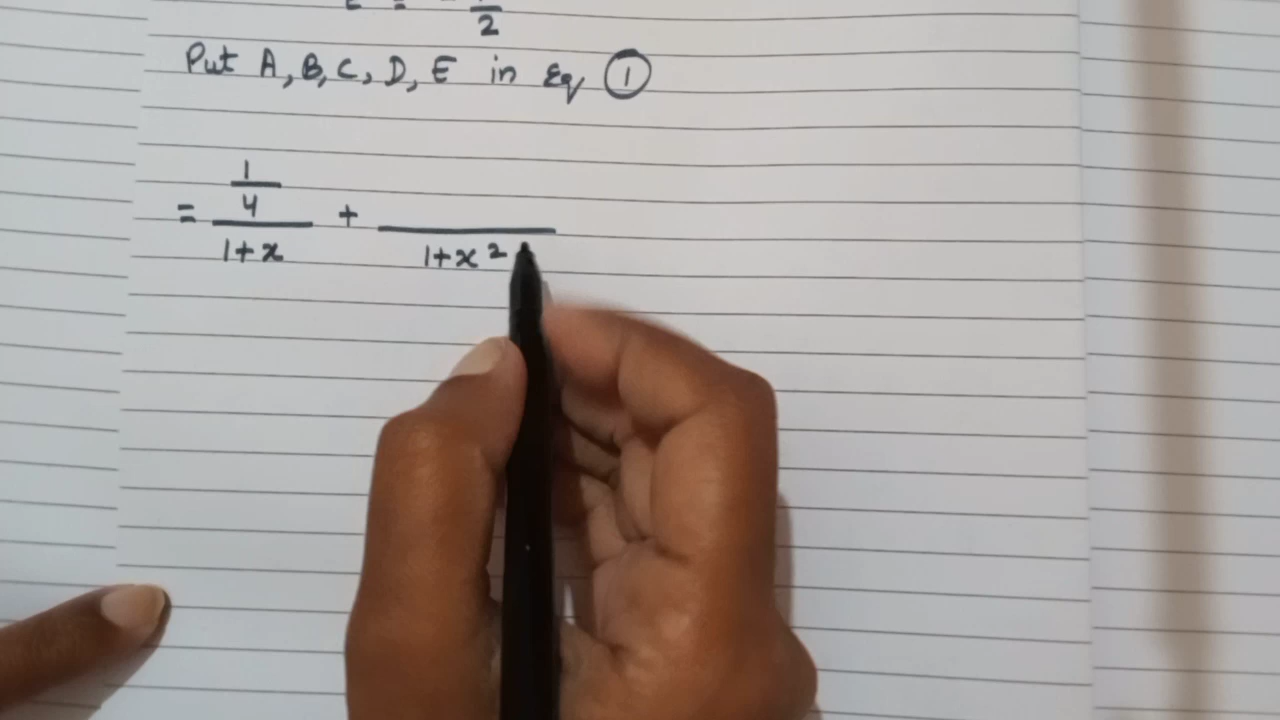 2
Put A, B, C, D, E in Eq ①
= 1/4 / 1+x + / 1+x²